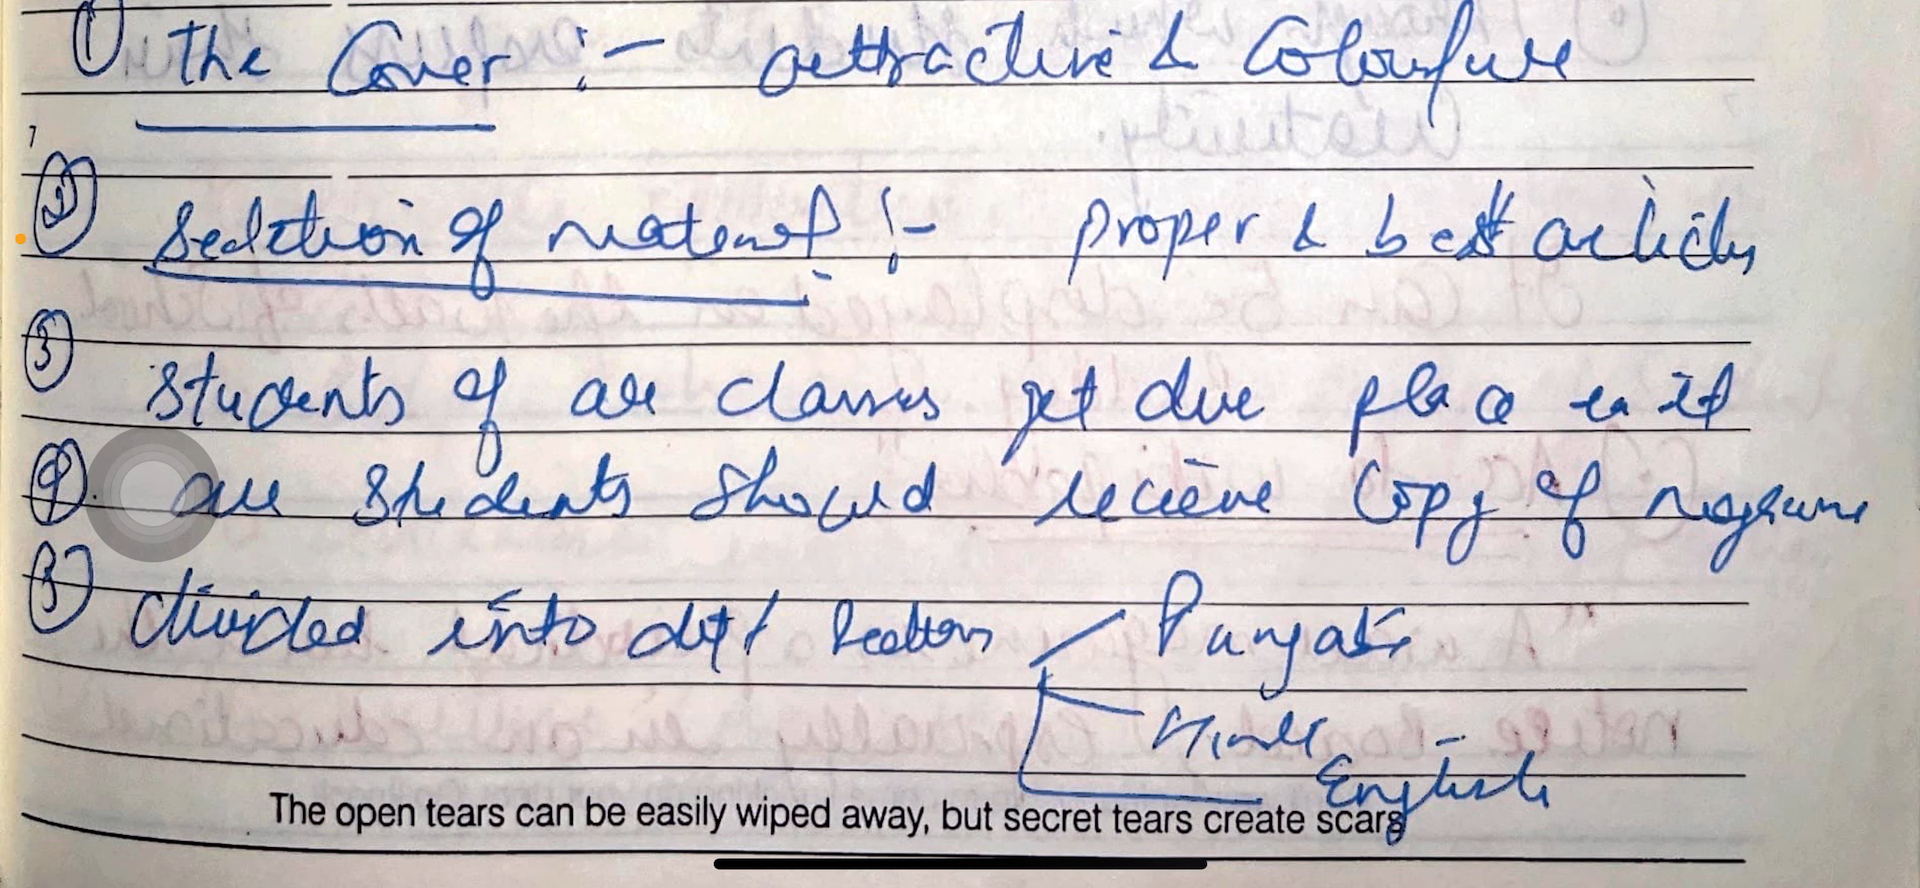 ① The Cover :- attractive & Colourful
② Selection of material :- Proper & best articles
③
Students of all classes get due place in it
④. all Students should recieve Copy of magazine
⑤ divided into diff Sections Punjabi
Hindi
English
The open tears can be easily wiped away, but secret tears create scars